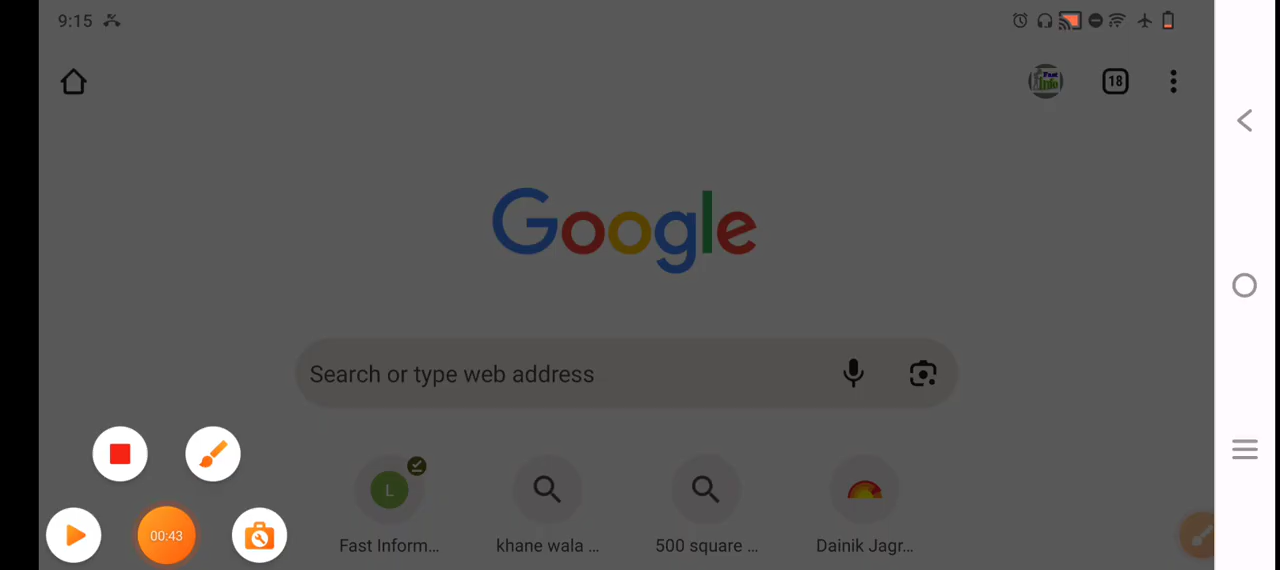 9:15
18
Google
Search or type web address
L
00:43
Fast Inform...
khane wala ...
500 square ...
Dainik Jagr...